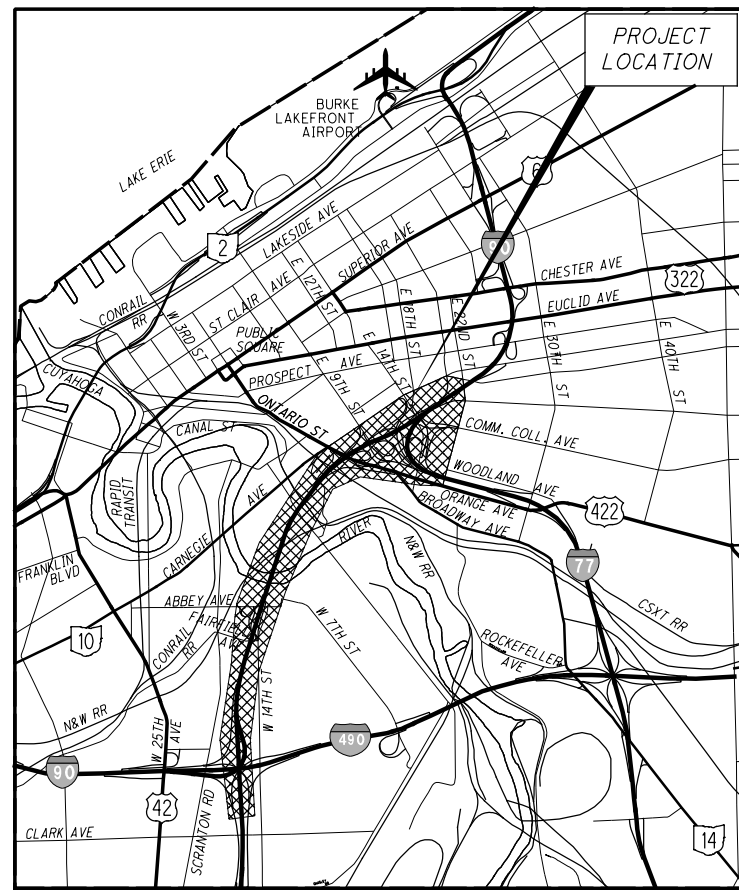 PROJECT
LOCATION
BURKE
LAKEFRONT
AIRPORT
LAKE ERIE
6
2
LAKESIDE AVE
SUPERIOR AVE
90
CHESTER AVE
322
EUCLID AVE
E 12TH ST
ST CLAIR AVE
CONRAIL
RR
W 3RD ST
PUBLIC
SQUARE
E 18TH ST
E 22ND ST
E 30TH ST
E 40TH ST
E 14TH ST
E 9TH ST
PROSPECT AVE
CUYAHOGA
ONTARIO ST
CANAL ST
COMM. COLL. AVE
WOODLAND AVE
ORANGE AVE
BROADWAY AVE
422
RAPID
TRANSIT
CARNEGIE AVE
RIVER
N&W RR
77
FRANKLIN
BLVD
ABBEY AVE
FAIRFIELD
AVE
W 7TH ST
CSXT RR
10
CONRAIL
RR
ROCKEFELLER
AVE
N&W RR
W 14TH ST
W 25TH
AVE
490
90
42
SCRANTON RD
CLARK AVE
14